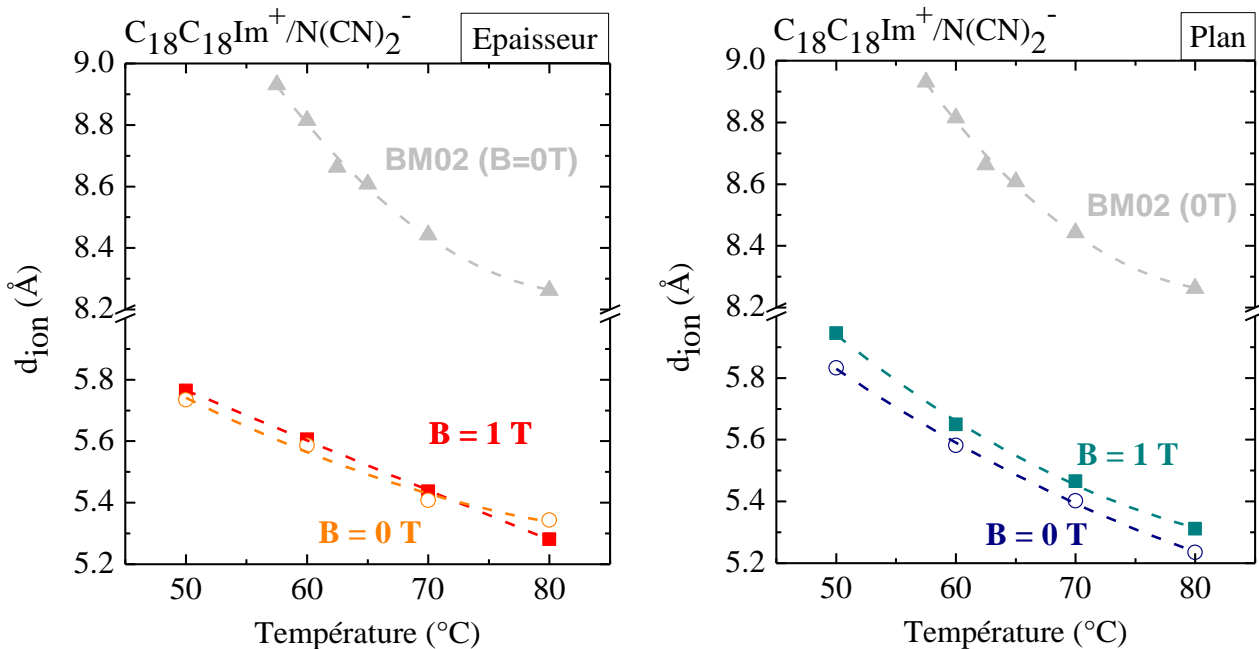 C18C18Im+/N(CN)2-
Epaisseur
9.0
8.8
8.6
8.4
8.2
5.8
5.6
5.4
5.2
dion (Å)
BM02 (B=0T)
B = 1 T
B = 0 T
50 60 70 80
Température (°C)
C18C18Im+/N(CN)2-
Plan
9.0
8.8
8.6
8.4
8.2
5.8
5.6
5.4
5.2
dion (Å)
BM02 (0T)
B = 1 T
B = 0 T
50 60 70 80
Température (°C)